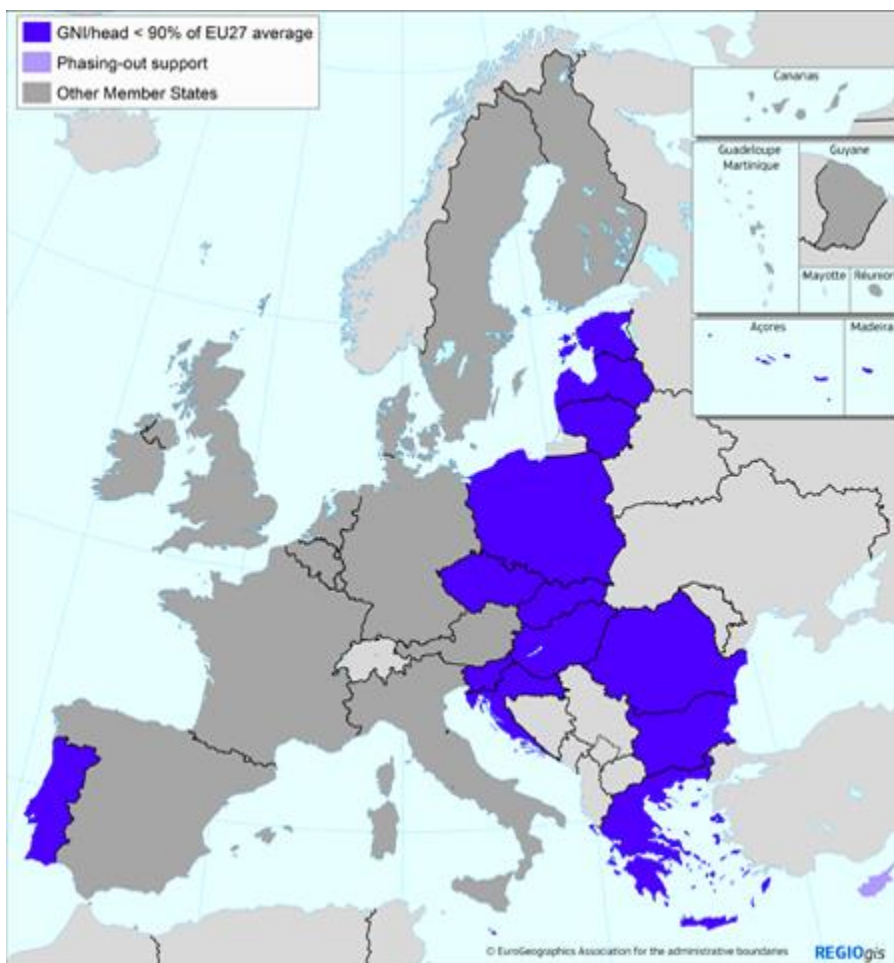 GNI/head < 90% of EU27 average
Phasing-out support
Other Member States
Canarias
Guadeloupe
Martinique
Guyane
Mayotte
Réunion
Açores
Madeira
© EuroGeographics Association for the administrative boundaries
REGIOgis